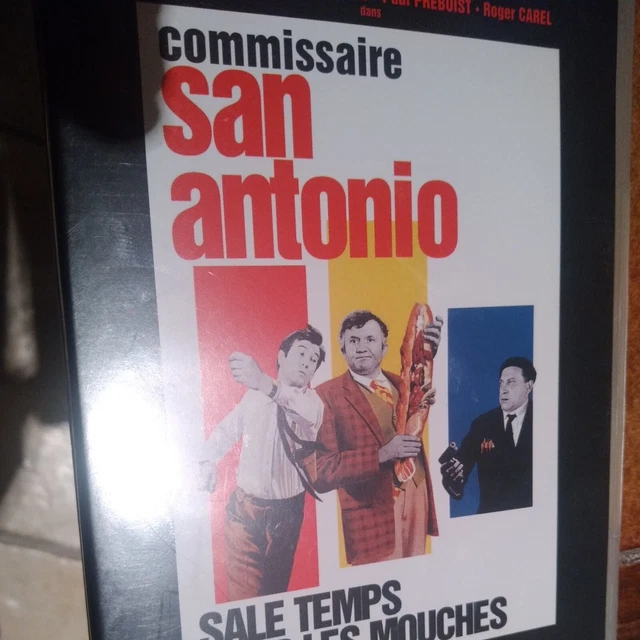 PREBOIST • Roger CAREL
dans
commissaire
san
antonio
SALE TEMPS
LES MOUCHES